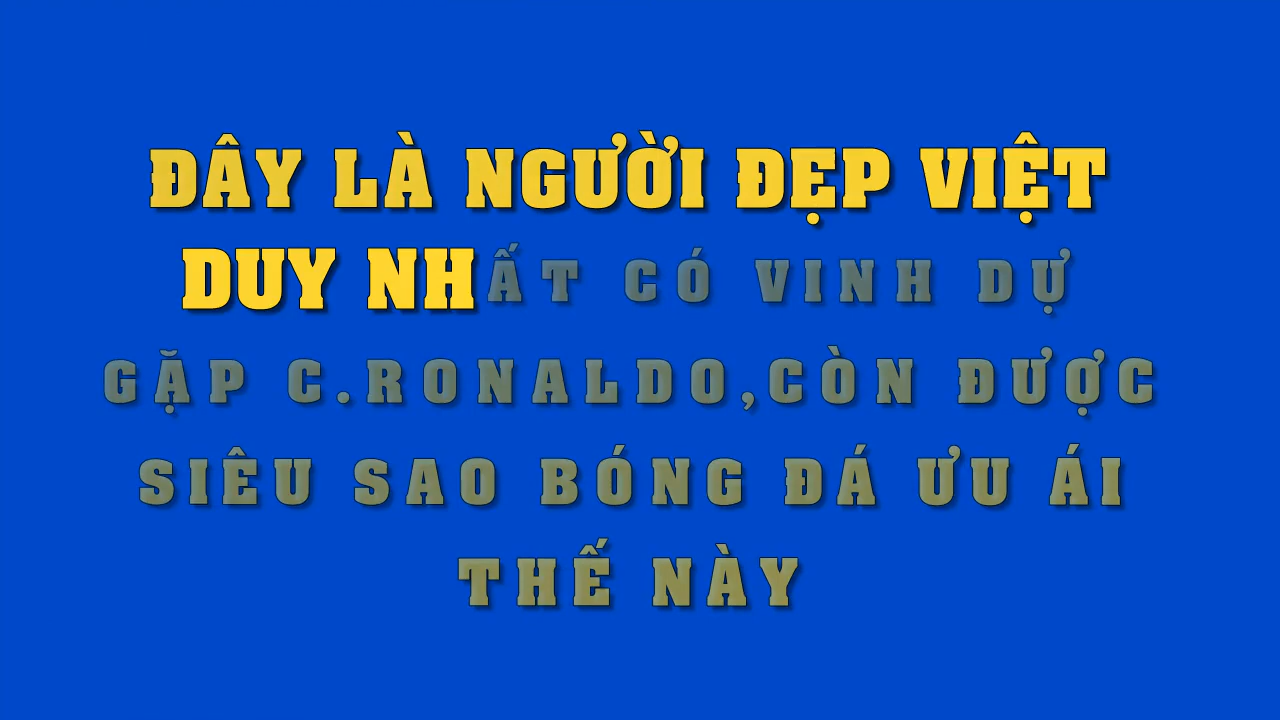 ĐÂY LÀ NGƯỜI ĐẸP VIỆT
DUY NHẤT CÓ VINH DỰ
GẶP C.RONALDO,CÒN ĐƯỢC
SIÊU SAO BÓNG ĐÁ ƯU ÁI
THẾ NÀY